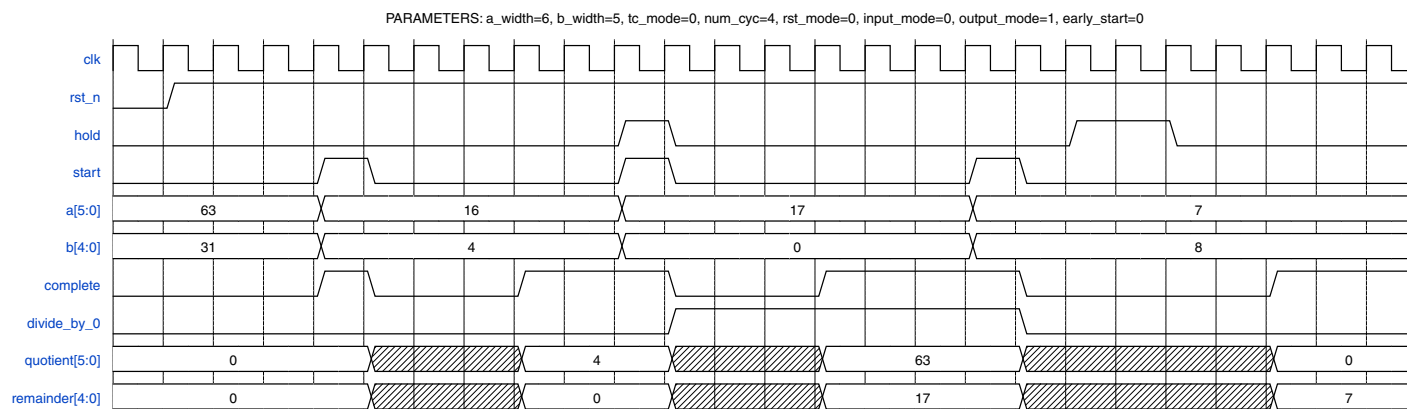 PARAMETERS: a_width=6, b_width=5, tc_mode=0, num_cyc=4, rst_mode=0, input_mode=0, output_mode=1, early_start=0
clk
rst_n
hold
start
a[5:0] 63 16 17 7
b[4:0] 31 4 0 8
complete
divide_by_0
quotient[5:0] 0 4 63 0
remainder[4:0] 0 0 17 7